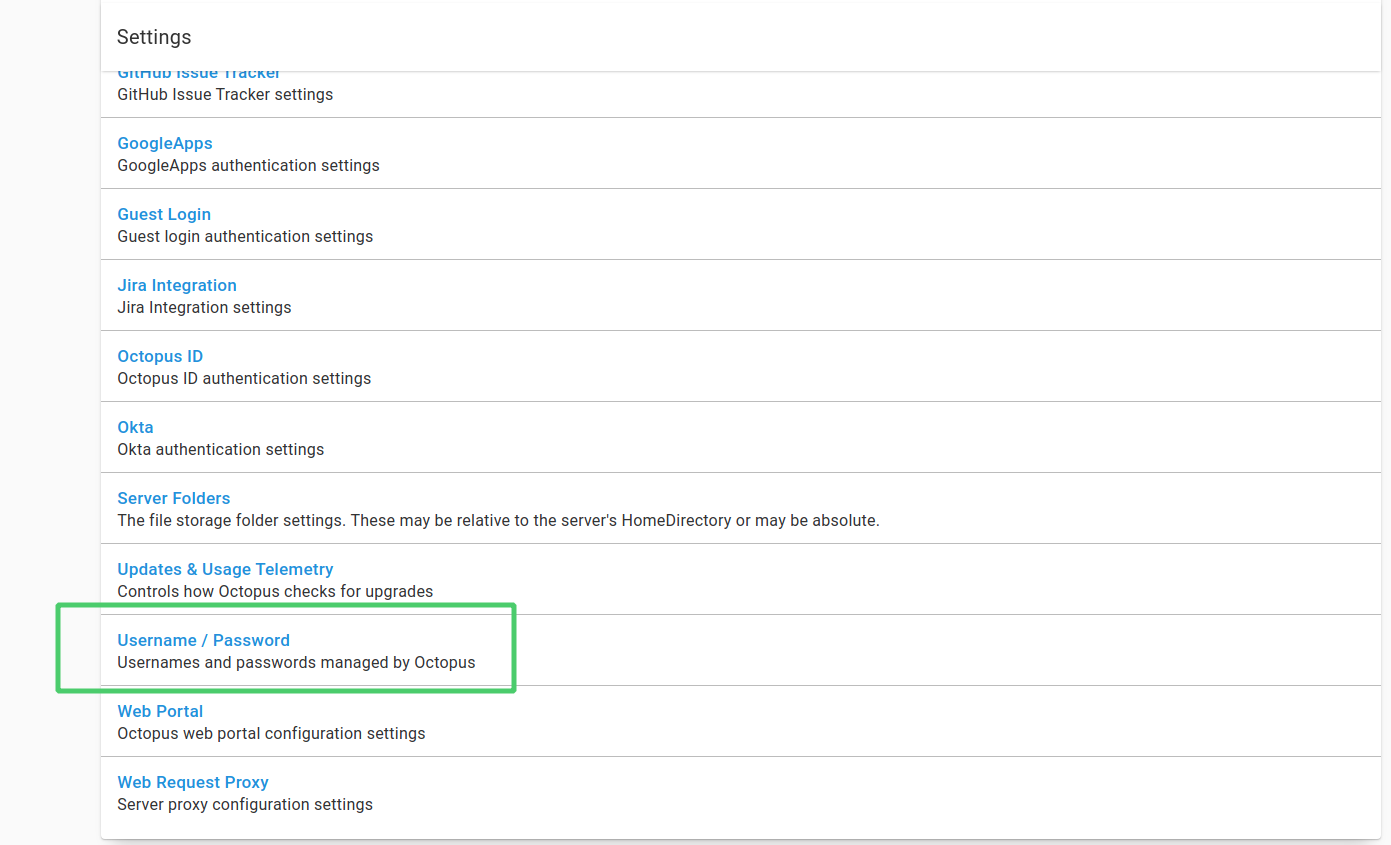 Settings
GitHub Issue Tracker
GitHub Issue Tracker settings
GoogleApps
GoogleApps authentication settings
Guest Login
Guest login authentication settings
Jira Integration
Jira Integration settings
Octopus ID
Octopus ID authentication settings
Okta
Okta authentication settings
Server Folders
The file storage folder settings. These may be relative to the server's HomeDirectory or may be absolute.
Updates & Usage Telemetry
Controls how Octopus checks for upgrades
Username / Password
Usernames and passwords managed by Octopus
Web Portal
Octopus web portal configuration settings
Web Request Proxy
Server proxy configuration settings